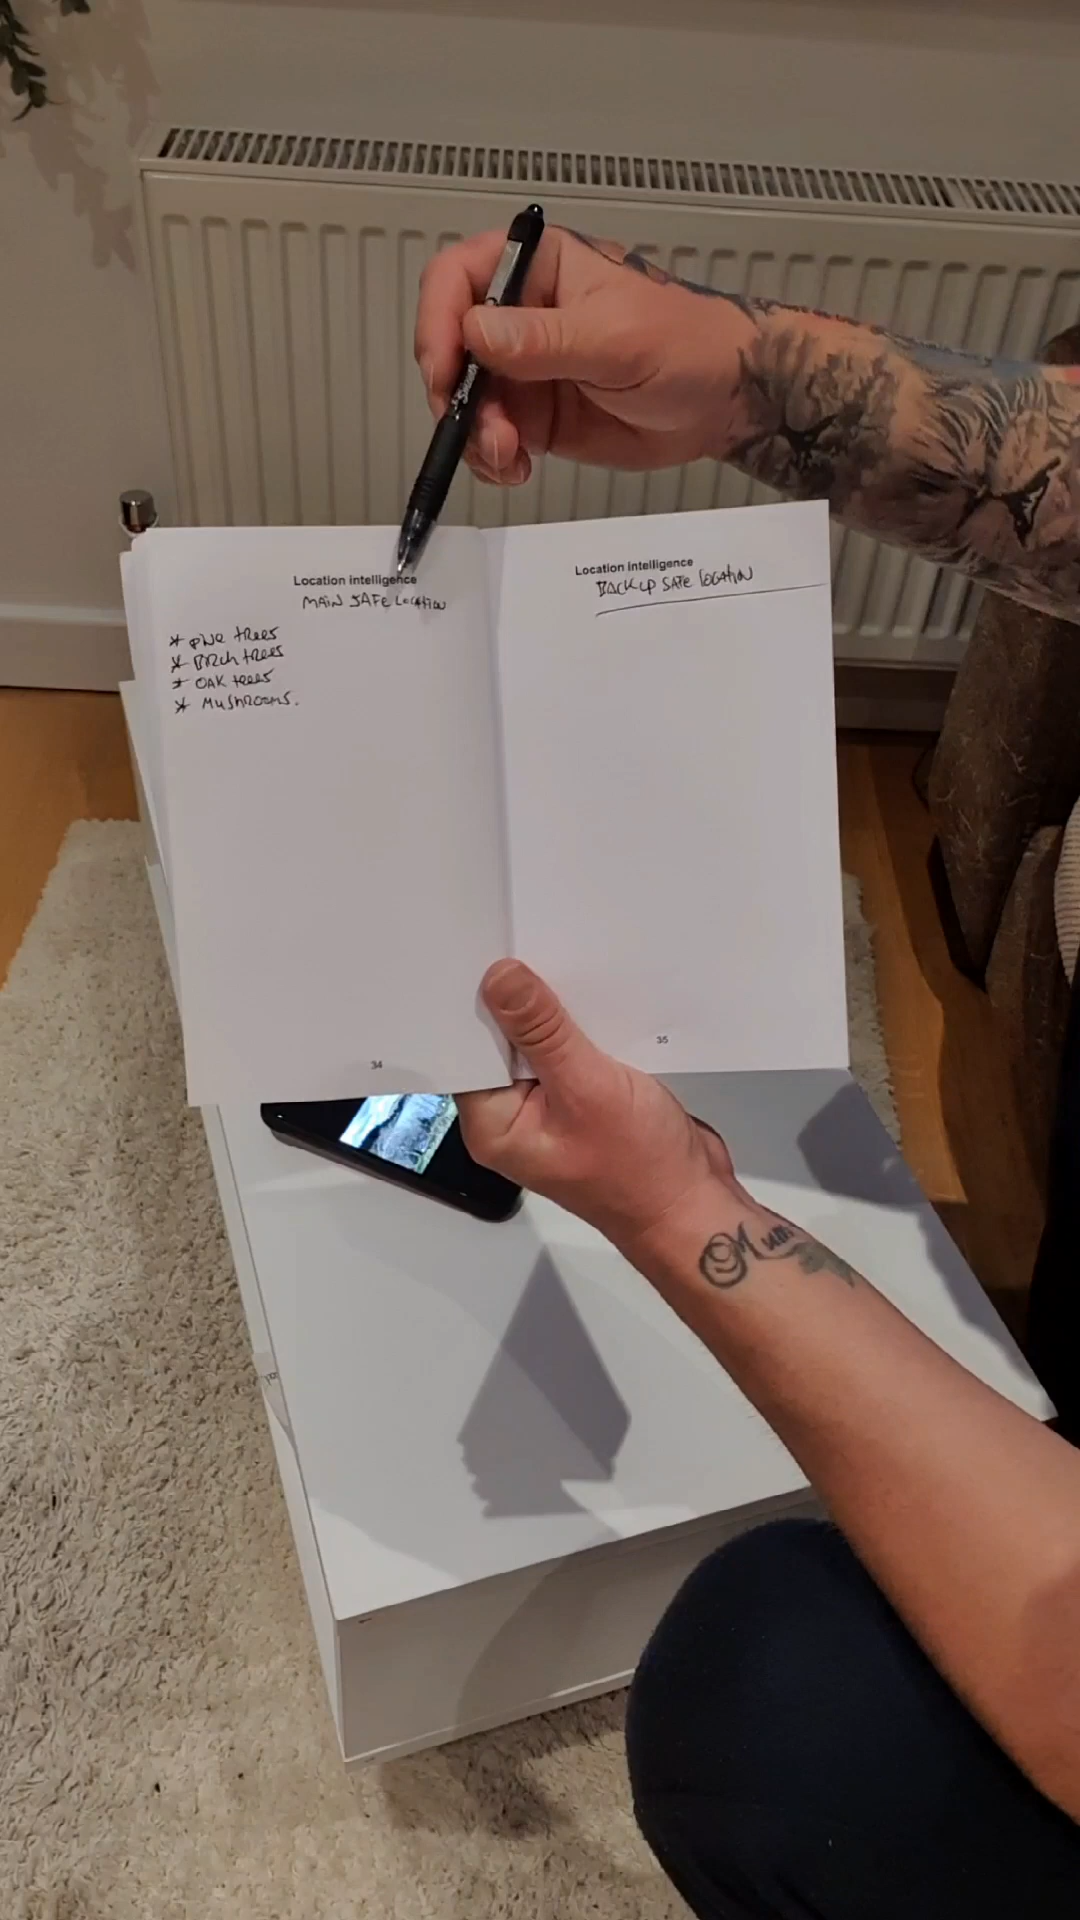 Location Intelligence
MAIN SAFE LOCATION
* PINE tRees
* BIRCh tRees
* OAK tRees
* MUShROOMS.
34
Location Intelligence
BACKUP SAFE LOCATION
35
Mum